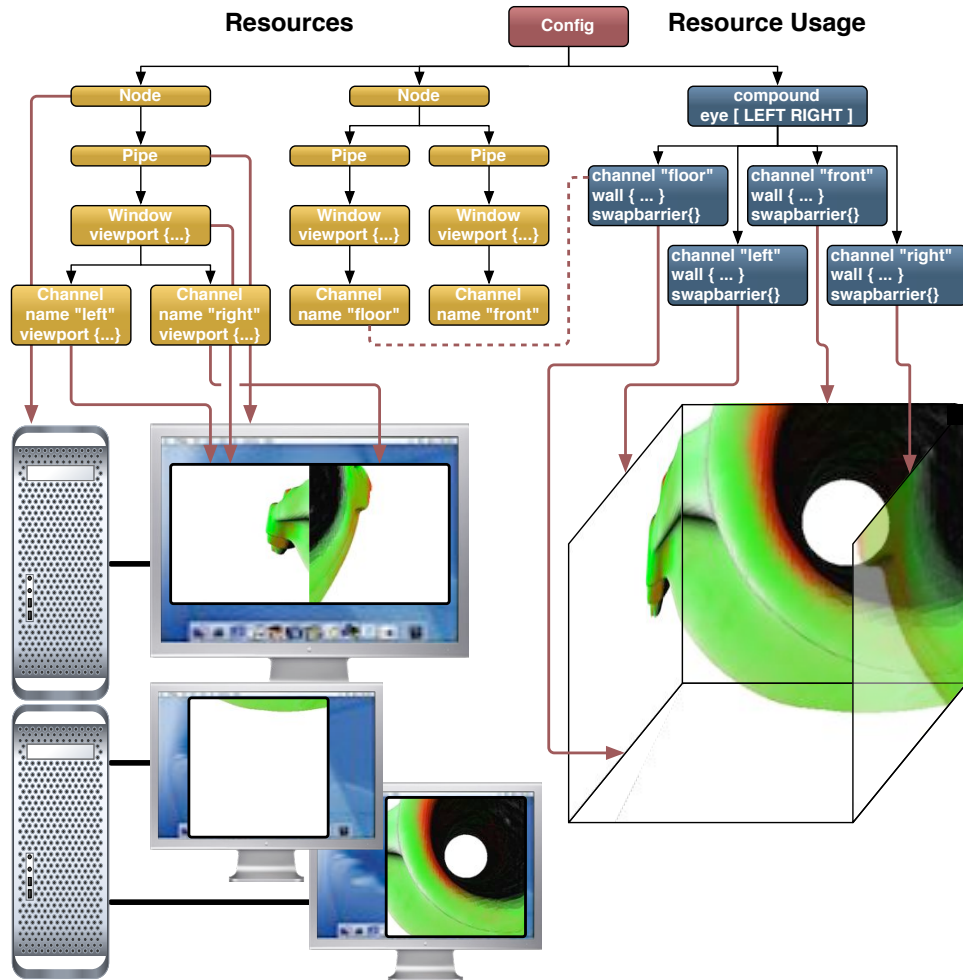 Resources
Config
Resource Usage
Node
Node
compound
eye [ LEFT RIGHT ]
Pipe
Pipe
Pipe
channel "floor"
wall { ... }
swapbarrier{}
channel "front"
wall { ... }
swapbarrier{}
Window
viewport {...}
Window
viewport {...}
Window
viewport {...}
channel "left"
wall { ... }
swapbarrier{}
channel "right"
wall { ... }
swapbarrier{}
Channel
name "left"
viewport {...}
Channel
name "right"
viewport {...}
Channel
name "floor"
Channel
name "front"